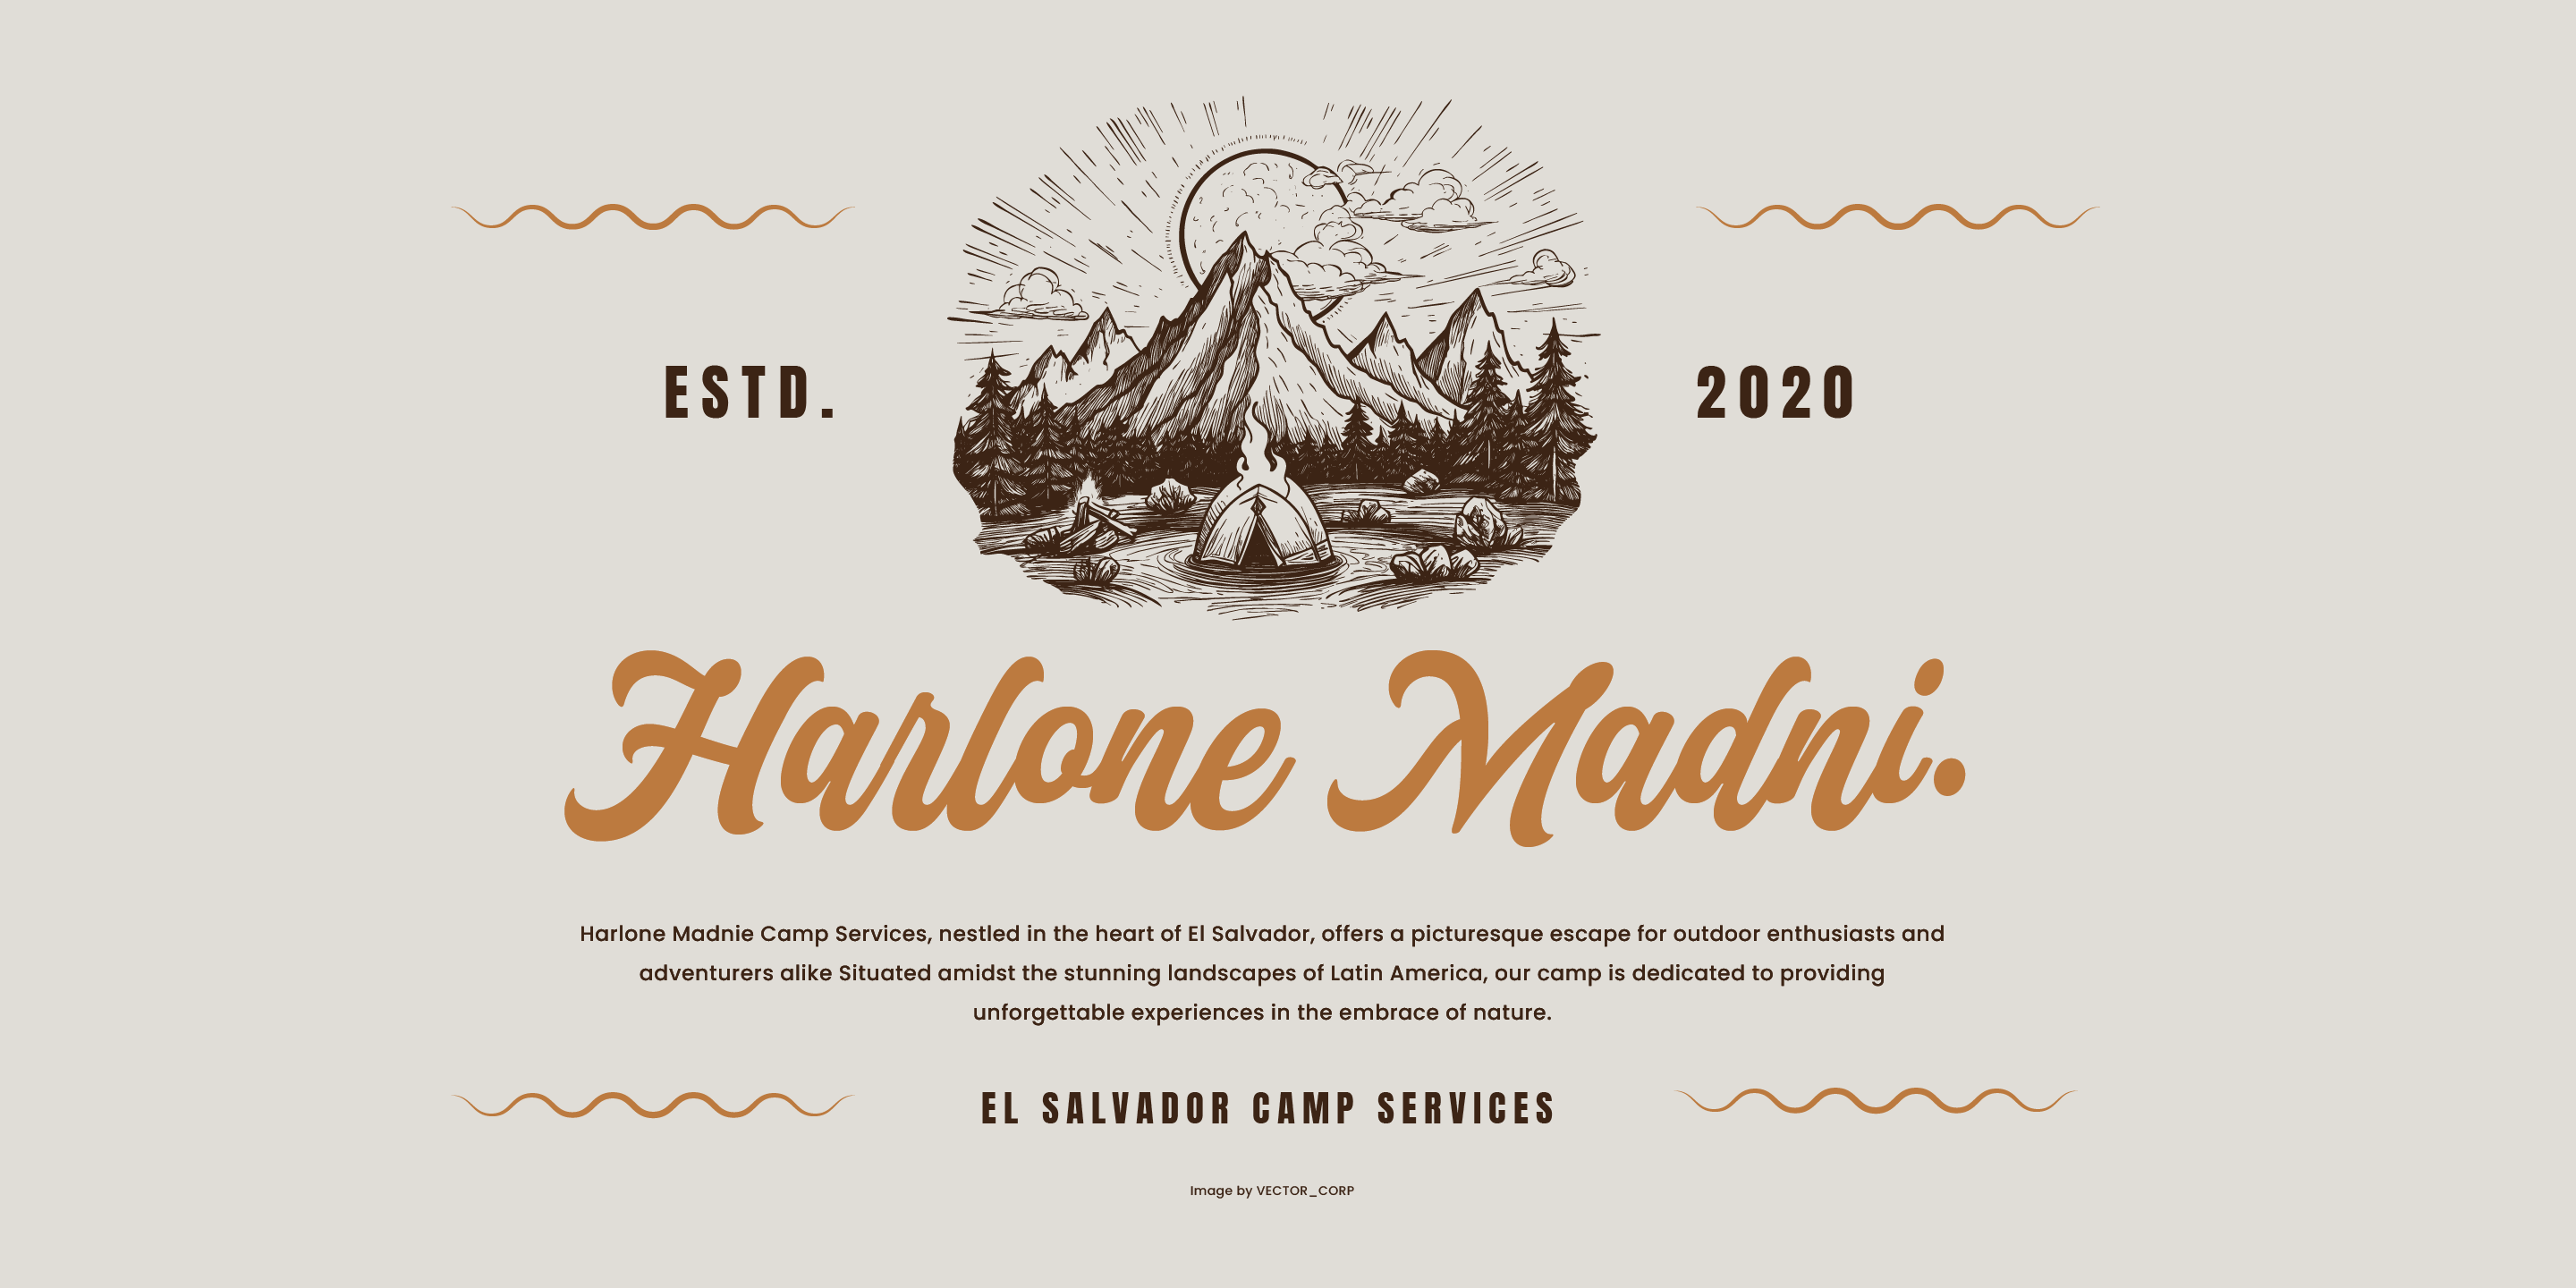 ESTD. 2020
Harlone Madni.
Harlone Madnie Camp Services, nestled in the heart of El Salvador, offers a picturesque escape for outdoor enthusiasts and
adventurers alike Situated amidst the stunning landscapes of Latin America, our camp is dedicated to providing
unforgettable experiences in the embrace of nature.
EL SALVADOR CAMP SERVICES
Image by VECTOR_CORP